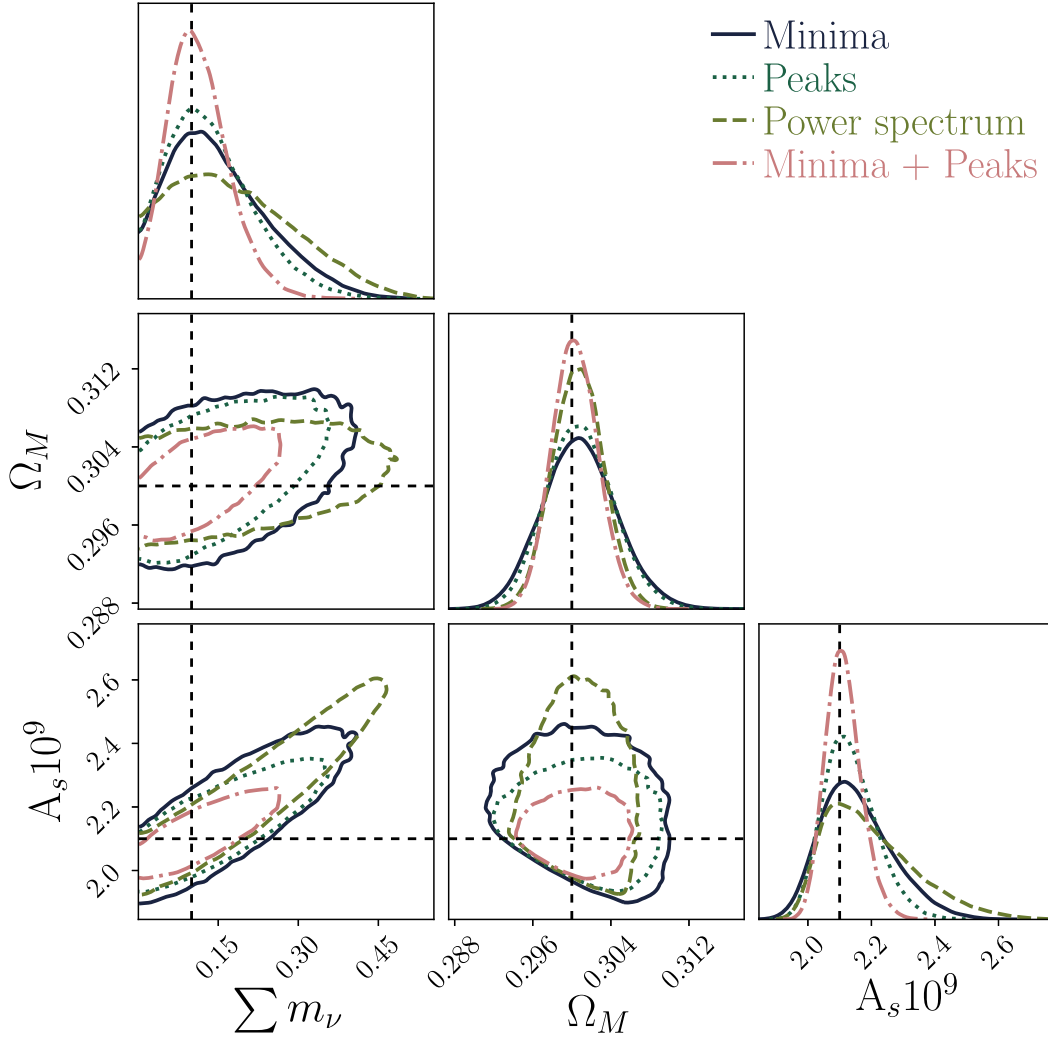 Minima
Peaks
Power spectrum
Minima + Peaks
Ω_M
0.312
0.304
0.296
0.288
A_s10^9
2.6
2.4
2.2
2.0
0.15
0.30
0.45
∑ m_ν
0.288
0.296
0.304
0.312
Ω_M
2.0
2.2
2.4
2.6
A_s10^9